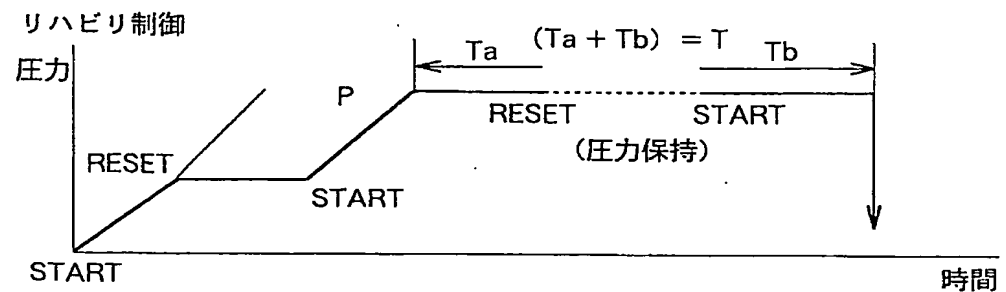 リハビリ制御
圧力
Ta (Ta + Tb) = T Tb
P
RESET START
(圧力保持)
RESET
START
START
時間